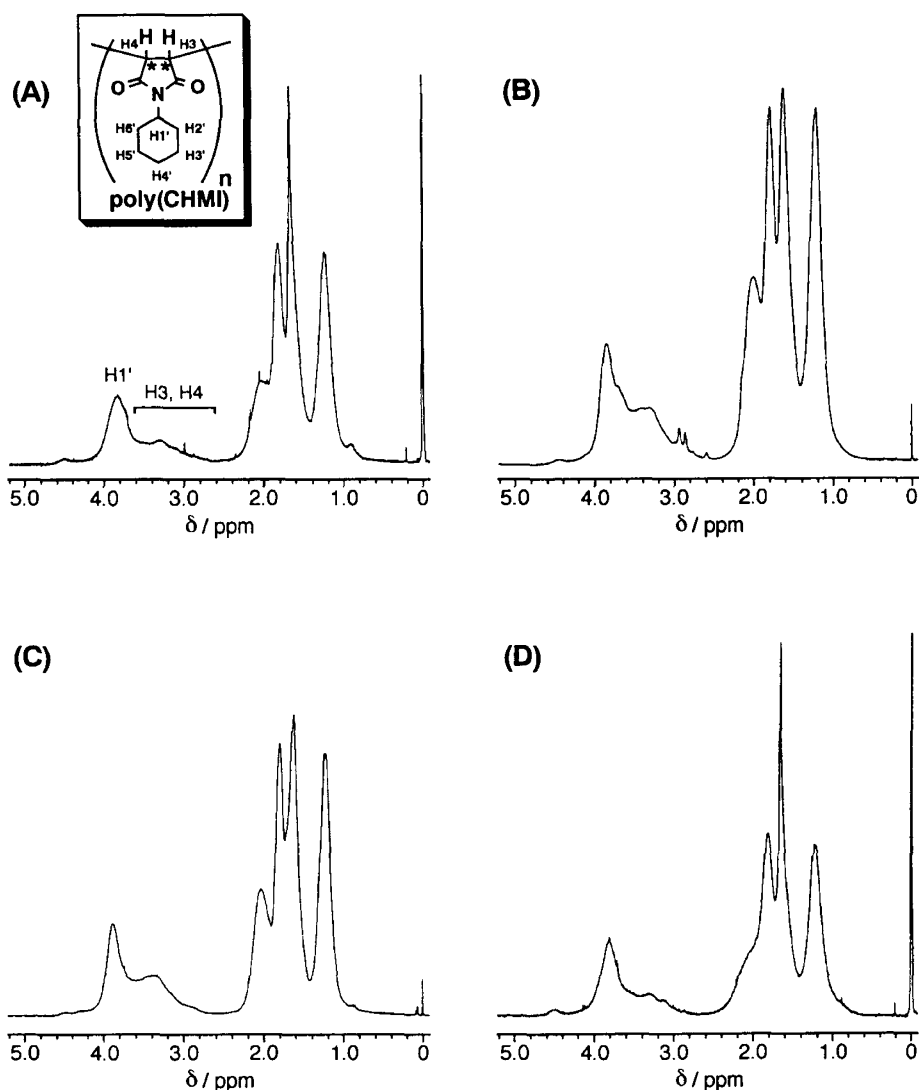 (A)
H4 H H H3
* *
O O
N
H6' H1' H2'
H5' H3'
H4'
n
poly(CHMI)
H1'
H3, H4
5.0 4.0 3.0 2.0 1.0 0
δ / ppm
(B)
5.0 4.0 3.0 2.0 1.0 0
δ / ppm
(C)
5.0 4.0 3.0 2.0 1.0 0
δ / ppm
(D)
5.0 4.0 3.0 2.0 1.0 0
δ / ppm